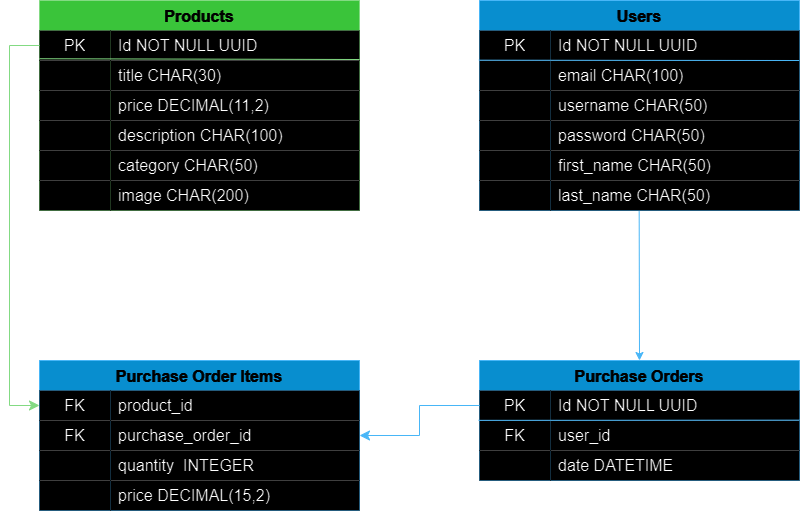 Products
PK Id NOT NULL UUID
title CHAR(30)
price DECIMAL(11,2)
description CHAR(100)
category CHAR(50)
image CHAR(200)
Users
PK Id NOT NULL UUID
email CHAR(100)
username CHAR(50)
password CHAR(50)
first_name CHAR(50)
last_name CHAR(50)
Purchase Order Items
FK product_id
FK purchase_order_id
quantity  INTEGER
price DECIMAL(15,2)
Purchase Orders
PK Id NOT NULL UUID
FK user_id
date DATETIME